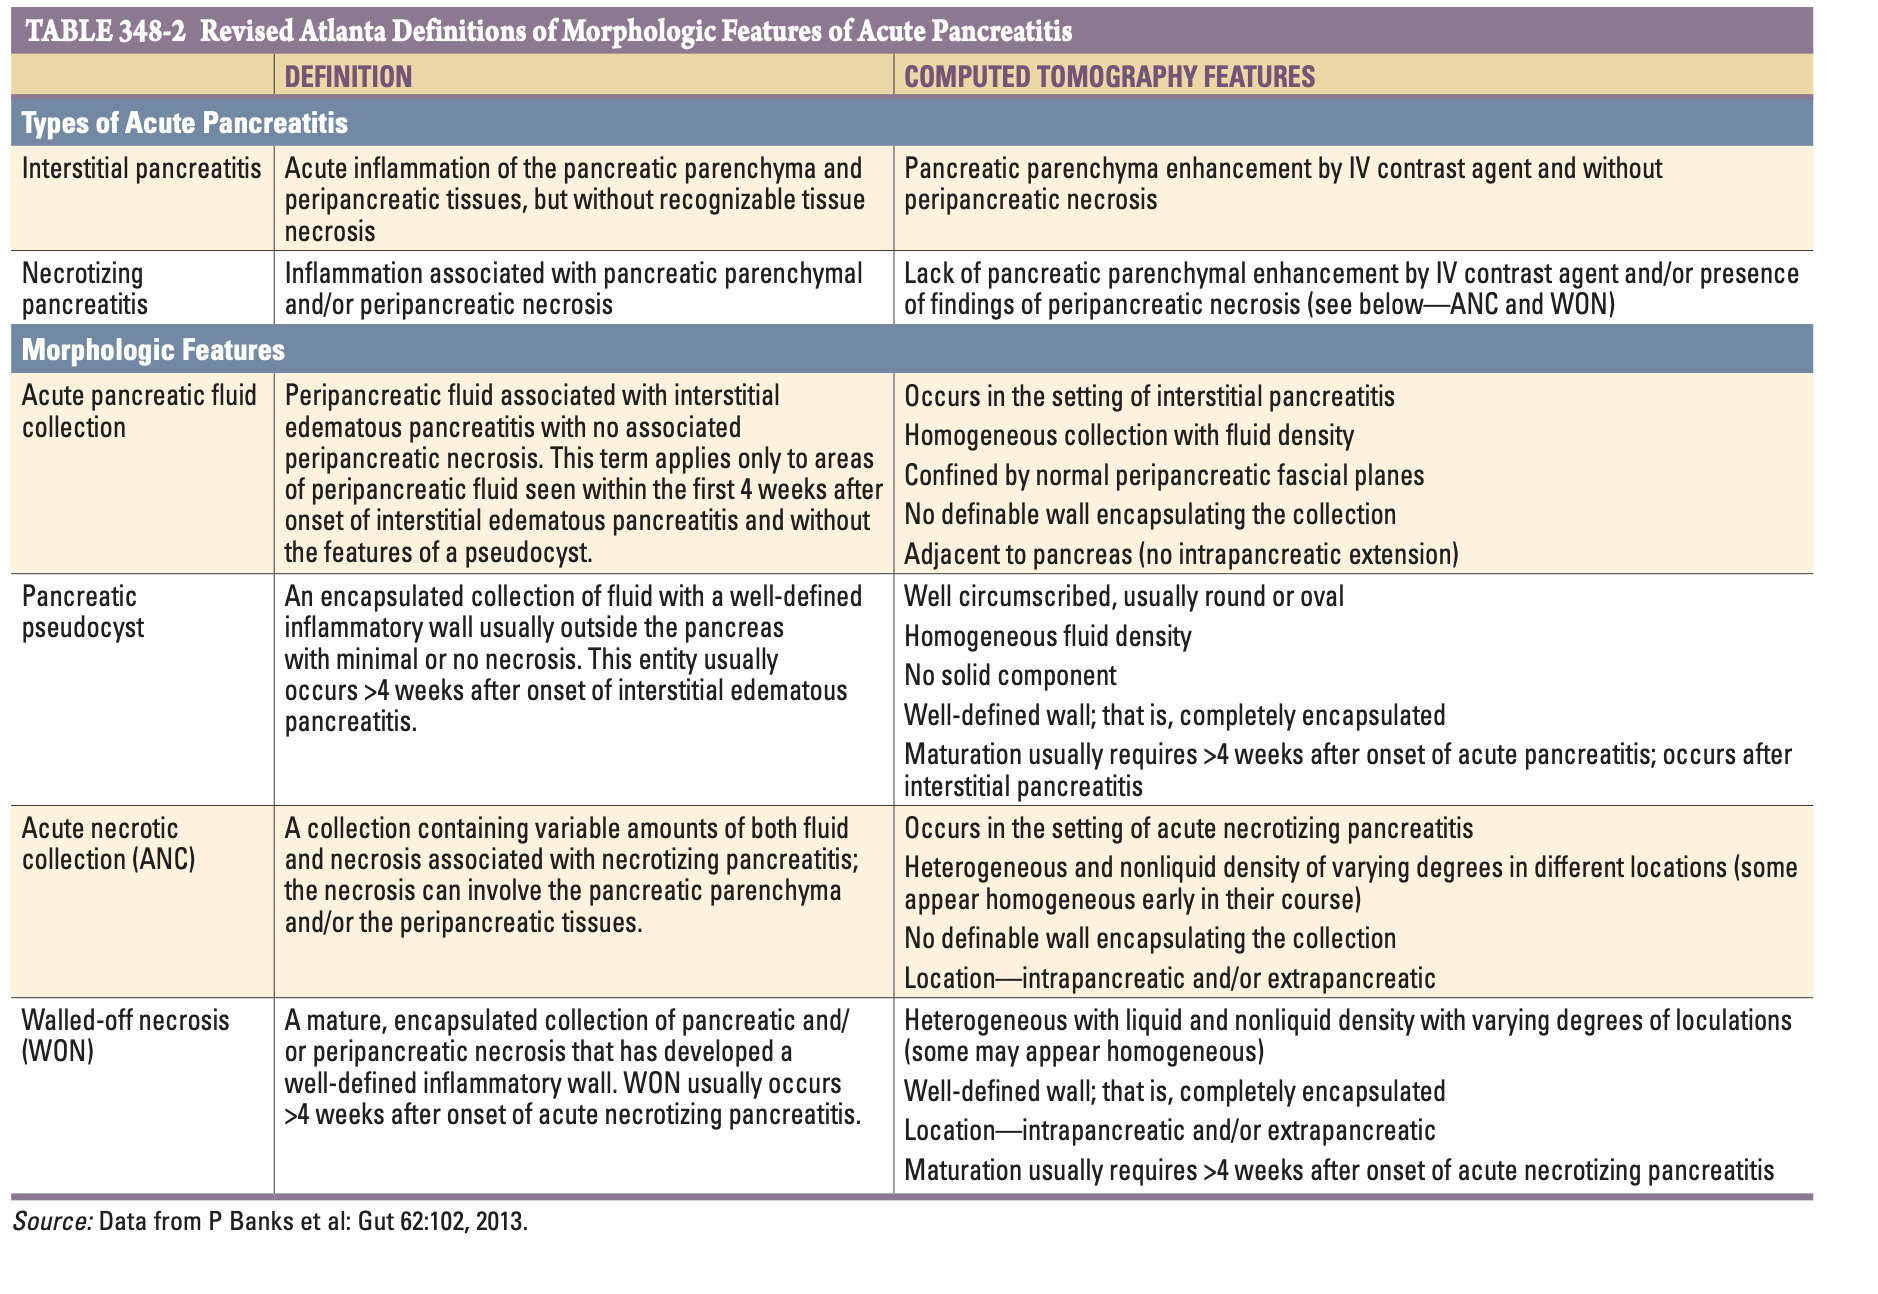 TABLE 348-2 Revised Atlanta Definitions of Morphologic Features of Acute Pancreatitis
DEFINITION
COMPUTED TOMOGRAPHY FEATURES
Types of Acute Pancreatitis
Interstitial pancreatitis
Acute inflammation of the pancreatic parenchyma and
peripancreatic tissues, but without recognizable tissue
necrosis
Pancreatic parenchyma enhancement by IV contrast agent and without
peripancreatic necrosis
Necrotizing
pancreatitis
Inflammation associated with pancreatic parenchymal
and/or peripancreatic necrosis
Lack of pancreatic parenchymal enhancement by IV contrast agent and/or presence
of findings of peripancreatic necrosis (see below—ANC and WON)
Morphologic Features
Acute pancreatic fluid
collection
Peripancreatic fluid associated with interstitial
edematous pancreatitis with no associated
peripancreatic necrosis. This term applies only to areas
of peripancreatic fluid seen within the first 4 weeks after
onset of interstitial edematous pancreatitis and without
the features of a pseudocyst.
Occurs in the setting of interstitial pancreatitis
Homogeneous collection with fluid density
Confined by normal peripancreatic fascial planes
No definable wall encapsulating the collection
Adjacent to pancreas (no intrapancreatic extension)
Pancreatic
pseudocyst
An encapsulated collection of fluid with a well-defined
inflammatory wall usually outside the pancreas
with minimal or no necrosis. This entity usually
occurs >4 weeks after onset of interstitial edematous
pancreatitis.
Well circumscribed, usually round or oval
Homogeneous fluid density
No solid component
Well-defined wall; that is, completely encapsulated
Maturation usually requires >4 weeks after onset of acute pancreatitis; occurs after
interstitial pancreatitis
Acute necrotic
collection (ANC)
A collection containing variable amounts of both fluid
and necrosis associated with necrotizing pancreatitis;
the necrosis can involve the pancreatic parenchyma
and/or the peripancreatic tissues.
Occurs in the setting of acute necrotizing pancreatitis
Heterogeneous and nonliquid density of varying degrees in different locations (some
appear homogeneous early in their course)
No definable wall encapsulating the collection
Location—intrapancreatic and/or extrapancreatic
Walled-off necrosis
(WON)
A mature, encapsulated collection of pancreatic and/
or peripancreatic necrosis that has developed a
well-defined inflammatory wall. WON usually occurs
>4 weeks after onset of acute necrotizing pancreatitis.
Heterogeneous with liquid and nonliquid density with varying degrees of loculations
(some may appear homogeneous)
Well-defined wall; that is, completely encapsulated
Location—intrapancreatic and/or extrapancreatic
Maturation usually requires >4 weeks after onset of acute necrotizing pancreatitis
Source: Data from P Banks et al: Gut 62:102, 2013.